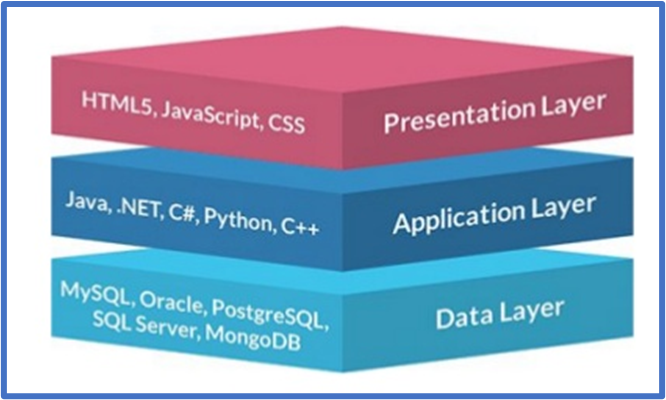 HTML5, JavaScript, CSS
Presentation Layer
Java, .NET, C#, Python, C++
Application Layer
MySQL, Oracle, PostgreSQL,
SQL Server, MongoDB
Data Layer